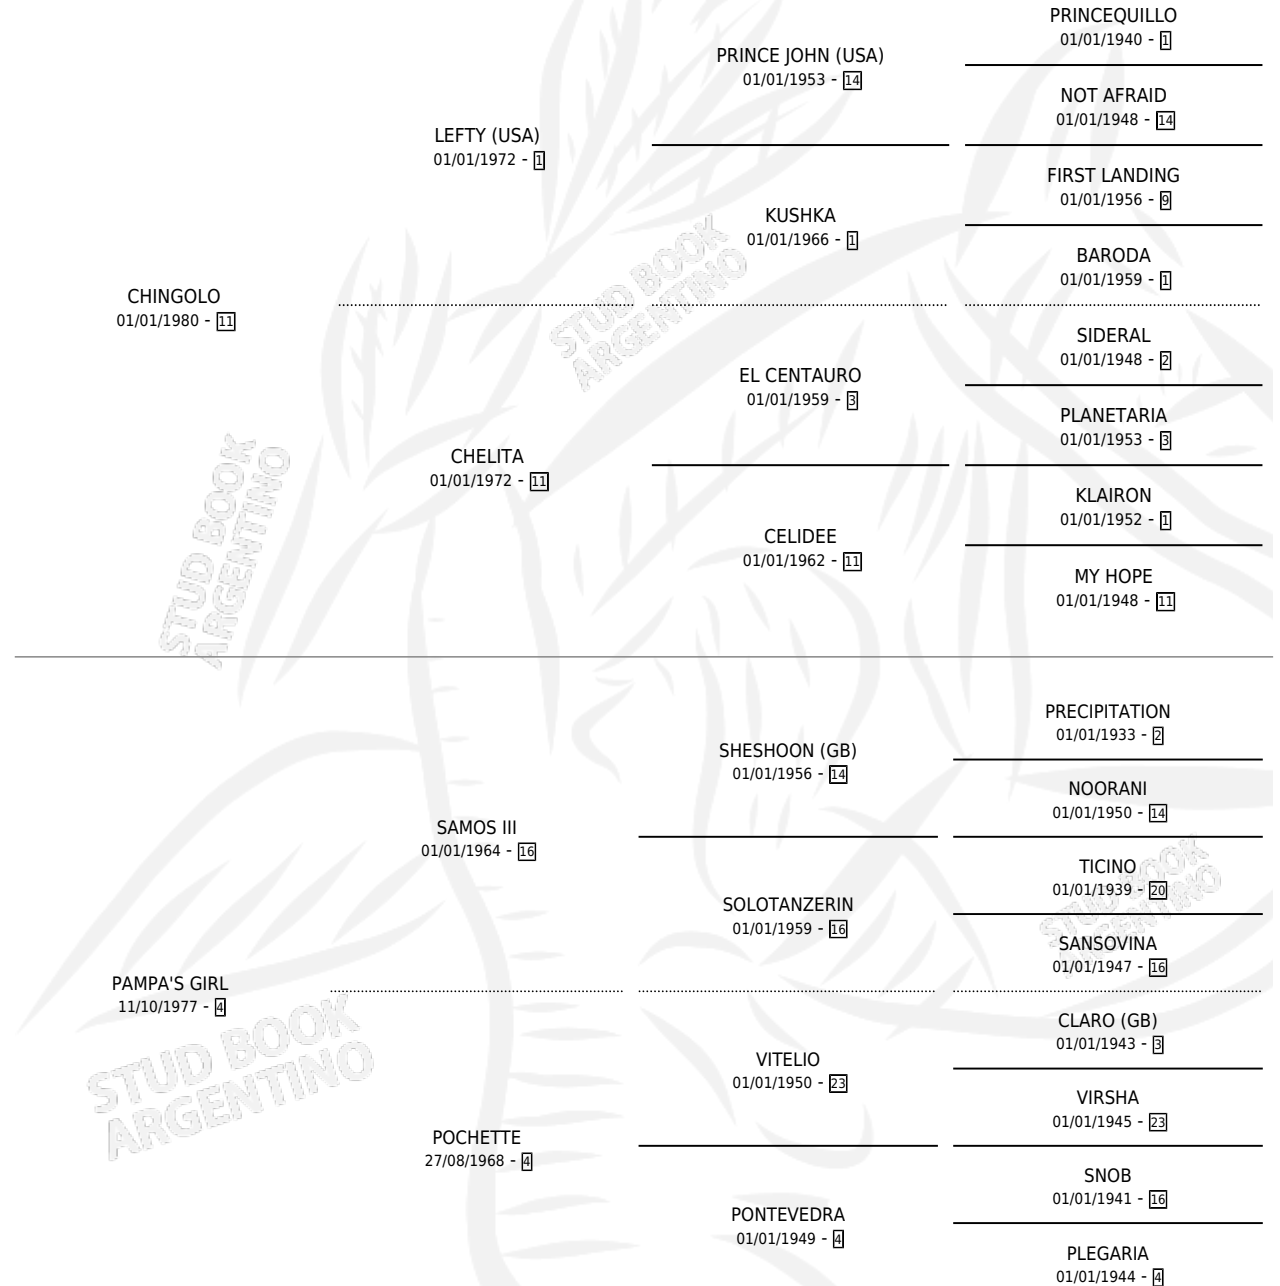 PRINCEQUILLO
01/01/1940 - 1
PRINCE JOHN (USA)
01/01/1953 - 14
NOT AFRAID
01/01/1948 - 14
LEFTY (USA)
01/01/1972 - 1
FIRST LANDING
01/01/1956 - 9
KUSHKA
01/01/1966 - 1
BARODA
01/01/1959 - 1
CHINGOLO
01/01/1980 - 11
SIDERAL
01/01/1948 - 2
EL CENTAURO
01/01/1959 - 3
PLANETARIA
01/01/1953 - 3
CHELITA
01/01/1972 - 11
KLAIRON
01/01/1952 - 1
CELIDEE
01/01/1962 - 11
MY HOPE
01/01/1948 - 11
PRECIPITATION
01/01/1933 - 2
SHESHOON (GB)
01/01/1956 - 14
NOORANI
01/01/1950 - 14
SAMOS III
01/01/1964 - 16
TICINO
01/01/1939 - 20
SOLOTANZERIN
01/01/1959 - 16
SANSOVINA
01/01/1947 - 16
PAMPA'S GIRL
11/10/1977 - 4
CLARO (GB)
01/01/1943 - 3
VITELIO
01/01/1950 - 23
VIRSHA
01/01/1945 - 23
POCHETTE
27/08/1968 - 4
SNOB
01/01/1941 - 16
PONTEVEDRA
01/01/1949 - 4
PLEGARIA
01/01/1944 - 4
STUD BOOK
ARGENTINO
STUD BOOK
ARGENTINO
STUD BOOK
ARGENTINO
STUD BOOK
ARGENTINO